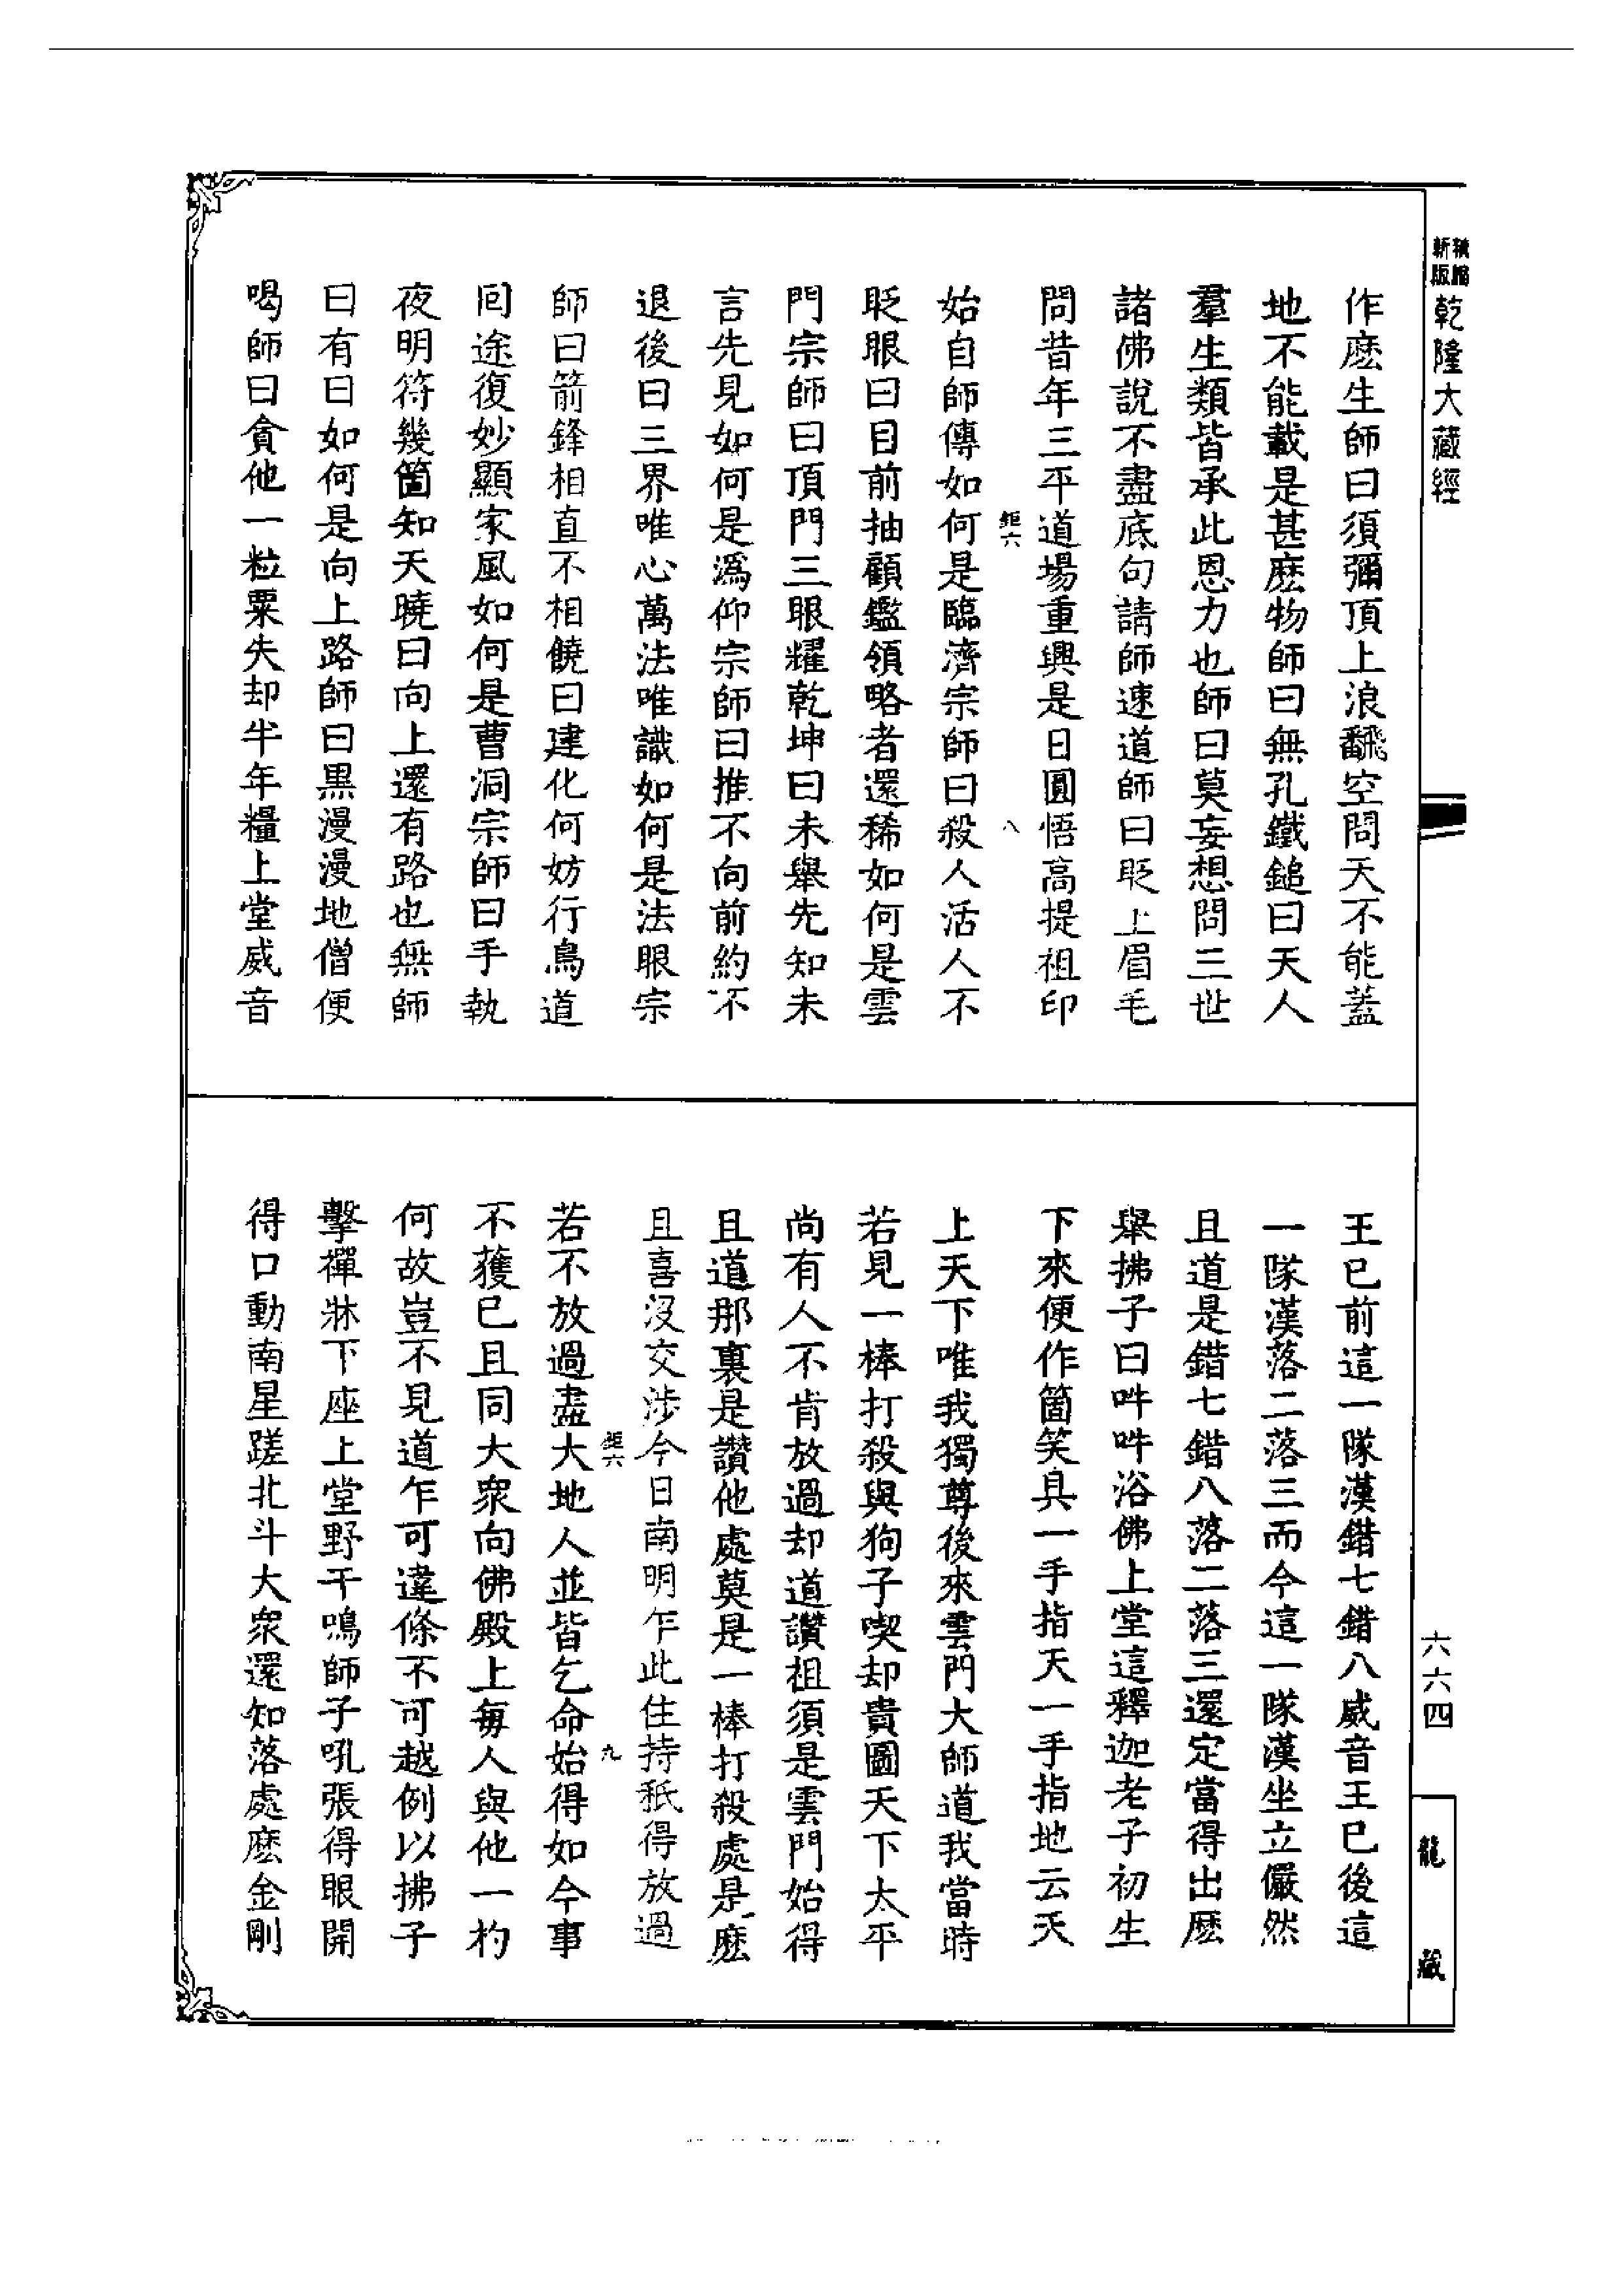 新版
縮
乾隆大藏經
作麽生師曰須彌頂上浪飜空問天不能蓋
地不能載是甚麽物師曰無孔鐵鎚曰天人
羣生類皆承此恩力也師曰莫妄想問三世
諸佛說不盡底句請師速道師曰眨上眉毛
問昔年三平道場重興是日圓悟高提祖印
鉅六
八
始自師傳如何是臨濟宗師曰殺人活人不
眨眼曰目前抽顧鑑領略者還稀如何是雲
門宗師曰頂門三眼耀乾坤曰未舉先知未
言先見如何是溈仰宗師曰推不向前約不
退後曰三界唯心萬法唯識如何是法眼宗
師曰箭鋒相直不相饒曰建化何妨行鳥道
囘途復妙顯家風如何是曹洞宗師曰手執
夜明符幾箇知天曉曰向上還有路也無師
曰有曰如何是向上路師曰黑漫漫地僧便
喝師曰貪他一粒粟失却半年糧上堂威音
王已前這一隊漢錯七錯八威音王已後這
一隊漢落二落三而今這一隊漢坐立儼然
且道是錯七錯八落二落三還定當得出麽
舉拂子曰吽吽浴佛上堂這釋迦老子初生
下來便作箇笑具一手指天一手指地云天
上天下唯我獨尊後來雲門大師道我當時
若見一棒打殺與狗子喫却貴圖天下太平
尚有人不肯放過却道讚祖須是雲門始得
且道那裏是讚他處莫是一棒打殺處是麽
且喜沒交涉今日南明乍此住持秖得放過
鉅六
九
若不放過盡大地人並皆乞命始得如今事
不獲已且同大衆向佛殿上每人與他一杓
何故豈不見道乍可違條不可越例以拂子
擊禪牀下座上堂野干鳴師子吼張得眼開
得口動南星蹉北斗大衆還知落處麽金剛
六六四
龍藏